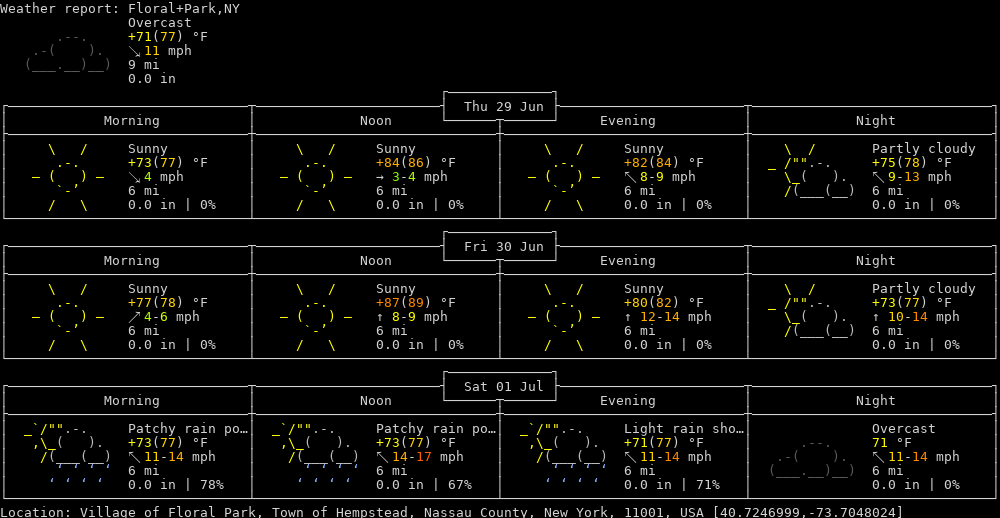 Weather report: Floral+Park,NY
Overcast
+71(77) °F
↘ 11 mph
9 mi
0.0 in
Thu 29 Jun
Morning Noon Evening Night
Sunny Sunny Sunny Partly cloudy
+73(77) °F +84(86) °F +82(84) °F +75(78) °F
↘ 4 mph → 3-4 mph ↖ 8-9 mph ↖ 9-13 mph
6 mi 6 mi 6 mi 6 mi
0.0 in | 0% 0.0 in | 0% 0.0 in | 0% 0.0 in | 0%
Fri 30 Jun
Morning Noon Evening Night
Sunny Sunny Sunny Partly cloudy
+77(78) °F +87(89) °F +80(82) °F +73(77) °F
↗ 4-6 mph ↑ 8-9 mph ↑ 12-14 mph ↑ 10-14 mph
6 mi 6 mi 6 mi 6 mi
0.0 in | 0% 0.0 in | 0% 0.0 in | 0% 0.0 in | 0%
Sat 01 Jul
Morning Noon Evening Night
Patchy rain po… Patchy rain po… Light rain sho… Overcast
+73(77) °F +73(77) °F +71(77) °F 71 °F
↖ 11-14 mph ↖ 14-17 mph ↖ 11-14 mph ↖ 11-14 mph
6 mi 6 mi 6 mi 6 mi
0.0 in | 78% 0.0 in | 67% 0.0 in | 71% 0.0 in | 0%
Location: Village of Floral Park, Town of Hempstead, Nassau County, New York, 11001, USA [40.7246999,-73.7048024]